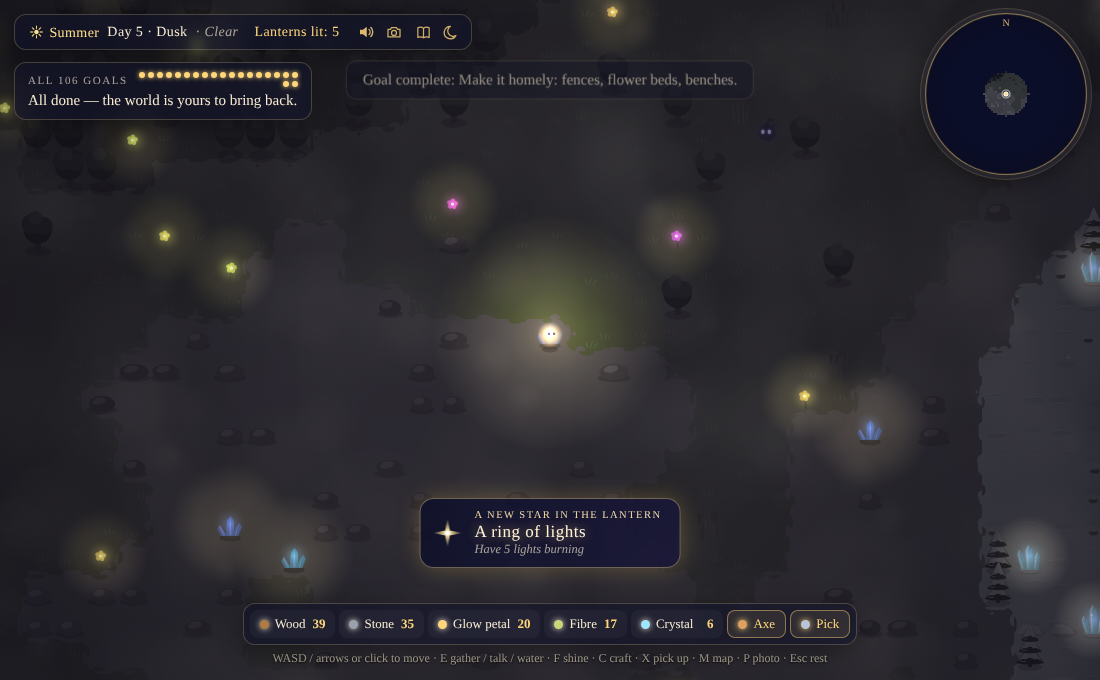 Summer Day 5 · Dusk · Clear Lanterns lit: 5
N
ALL 106 GOALS
All done — the world is yours to bring back.
Goal complete: Make it homely: fences, flower beds, benches.
A NEW STAR IN THE LANTERN
A ring of lights
Have 5 lights burning
Wood 39 Stone 35 Glow petal 20 Fibre 17 Crystal 6 Axe Pick
WASD / arrows or click to move · E gather / talk / water · F shine · C craft · X pick up · M map · P photo · Esc rest